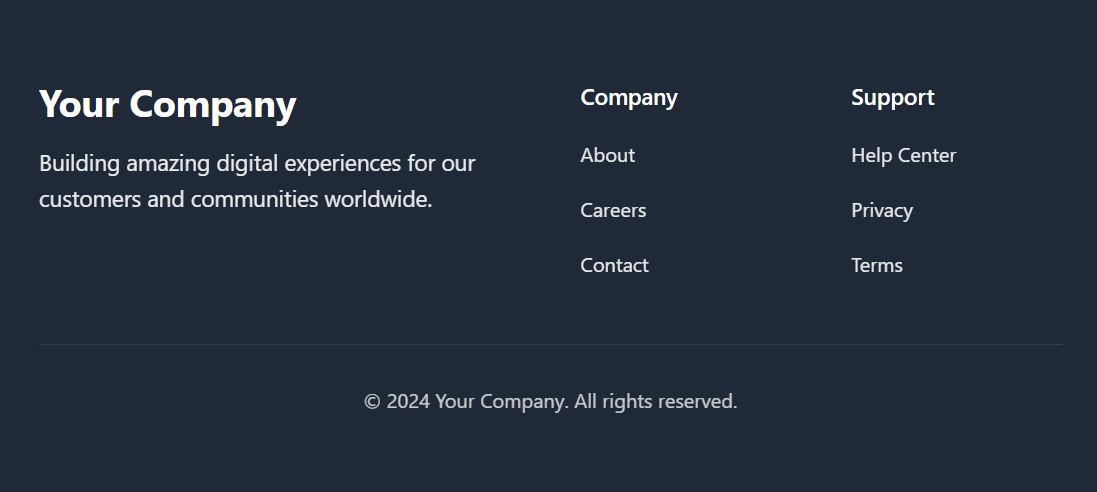 Your Company
Building amazing digital experiences for our
customers and communities worldwide.
Company
About
Careers
Contact
Support
Help Center
Privacy
Terms
© 2024 Your Company. All rights reserved.